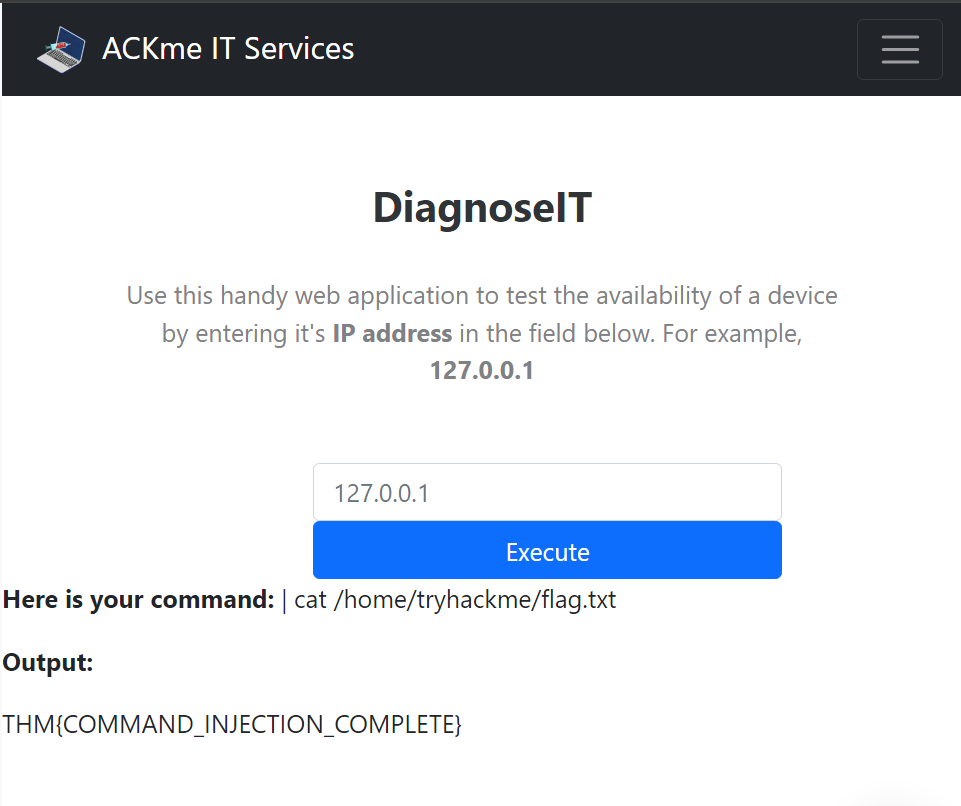 ACKme IT Services
DiagnoseIT
Use this handy web application to test the availability of a device
by entering it's IP address in the field below. For example,
127.0.0.1
127.0.0.1
Execute
Here is your command: | cat /home/tryhackme/flag.txt
Output:
THM{COMMAND_INJECTION_COMPLETE}